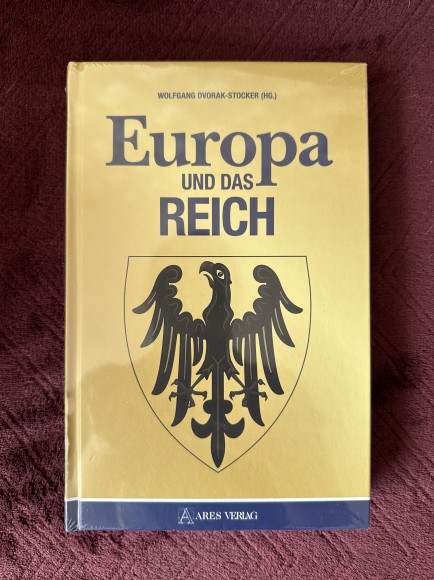 WOLFGANG DVORAK-STOCKER (HG.)
Europa
UND DAS
REICH
ARES VERLAG